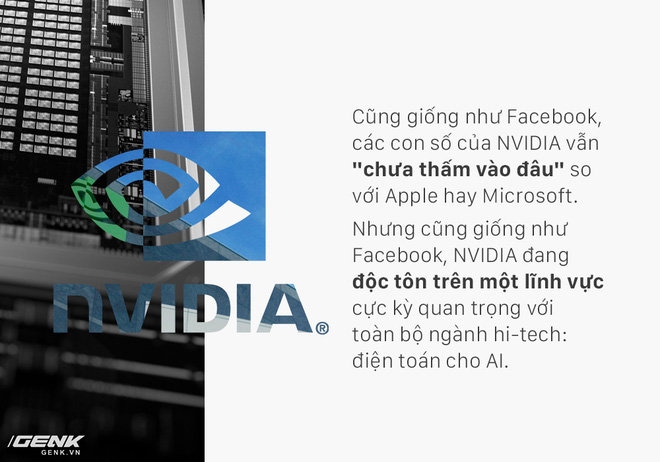 Cũng giống như Facebook,
các con số của NVIDIA vẫn
"chưa thấm vào đâu" so
với Apple hay Microsoft.
Nhưng cũng giống như
Facebook, NVIDIA đang
độc tôn trên một lĩnh vực
cực kỳ quan trọng với
toàn bộ ngành hi-tech:
điện toán cho AI.
nVIDIA®
/GENK
GENK.VN